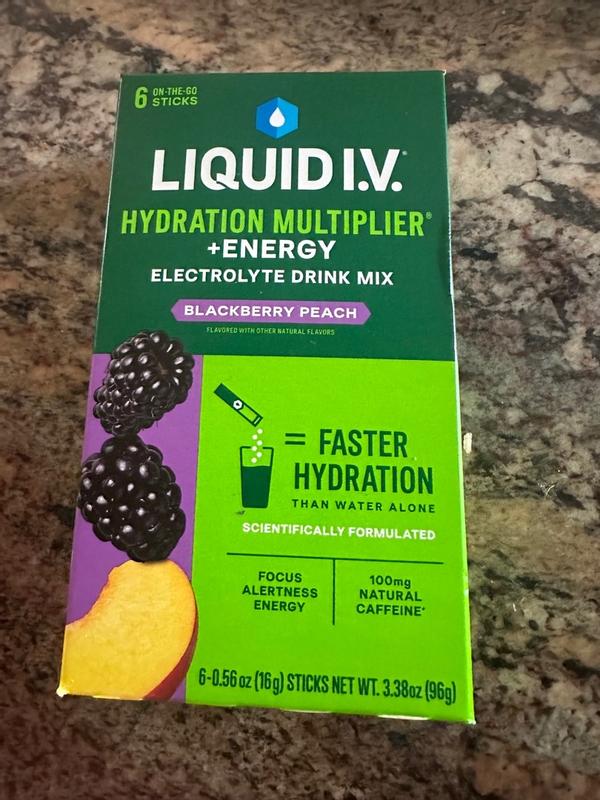 6 ON-THE-GO
STICKS
LIQUID I.V.®
HYDRATION MULTIPLIER®
+ENERGY
ELECTROLYTE DRINK MIX
BLACKBERRY PEACH
FLAVORED WITH OTHER NATURAL FLAVORS
= FASTER
HYDRATION
THAN WATER ALONE
SCIENTIFICALLY FORMULATED
FOCUS
ALERTNESS
ENERGY
100mg
NATURAL
CAFFEINE*
6-0.56 oz (16g) STICKS NET WT. 3.38oz (96g)